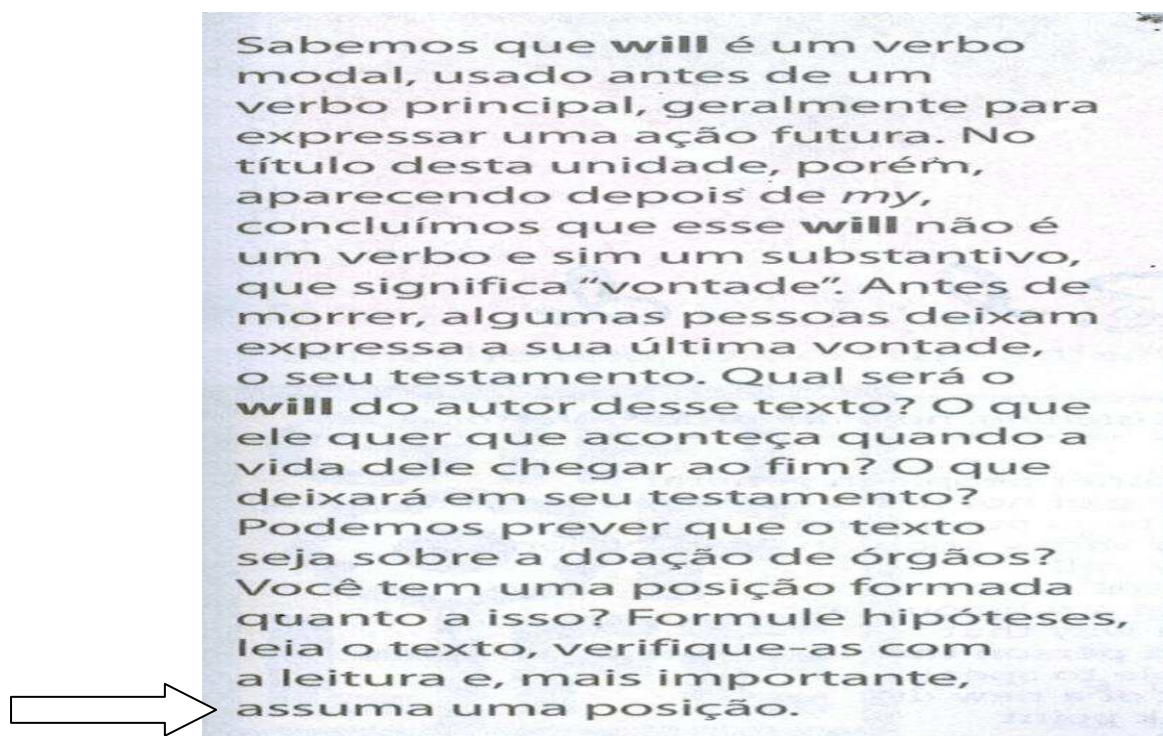 Sabemos que will é um verbo
modal, usado antes de um
verbo principal, geralmente para
expressar uma ação futura. No
título desta unidade, porém,
aparecendo depois de my,
concluímos que esse will não é
um verbo e sim um substantivo,
que significa "vontade". Antes de
morrer, algumas pessoas deixam
expressa a sua última vontade,
o seu testamento. Qual será o
will do autor desse texto? O que
ele quer que aconteça quando a
vida dele chegar ao fim? O que
deixará em seu testamento?
Podemos prever que o texto
seja sobre a doação de órgãos?
Você tem uma posição formada
quanto a isso? Formule hipóteses,
leia o texto, verifique-as com
a leitura e, mais importante,
assuma uma posição.